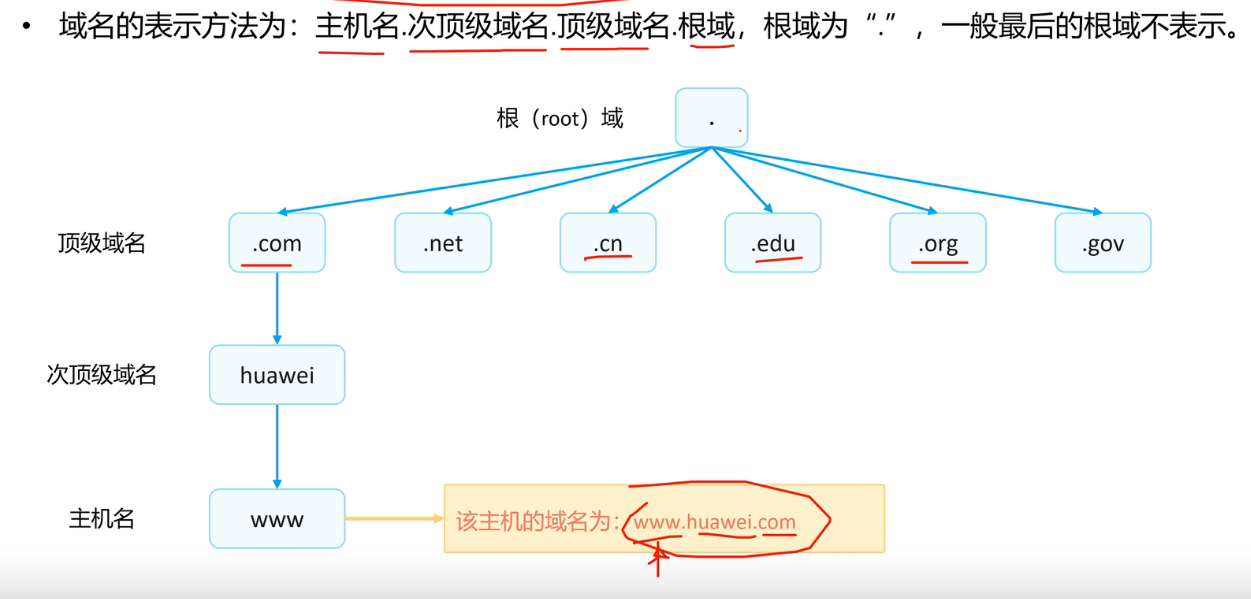 • 域名的表示方法为：主机名.次顶级域名.顶级域名.根域，根域为“.”，一般最后的根域不表示。
根（root）域
.
顶级域名
.com
.net
.cn
.edu
.org
.gov
次顶级域名
huawei
主机名
www
该主机的域名为：www.huawei.com